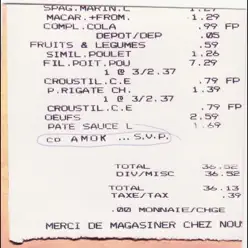 SPAG.MARIN.L 1.27
MACAR.+FROM. 1.29
COMPL.COLA .99 FP
DEPOT/DEP .05
FRUITS & LEGUMES .59
SIMIL.POULET 1.26
FIL.POIT.POU 7.29
1 @ 3/2.37
CROUSTIL.C.E .79 FP
P.RIGATE CH. 1.39
1 @ 3/2.37
CROUSTIL.C.E .79 FP
OEUFS 2.59
PATE SAUCE L 1.69
CD AMOK ... S.V.P.
TOTAL 36.52
DIV/MISC 36.52
TOTAL 36.13
TAXE/TAX .39
.00 MONNAIE/CHGE
MERCI DE MAGASINER CHEZ NOU